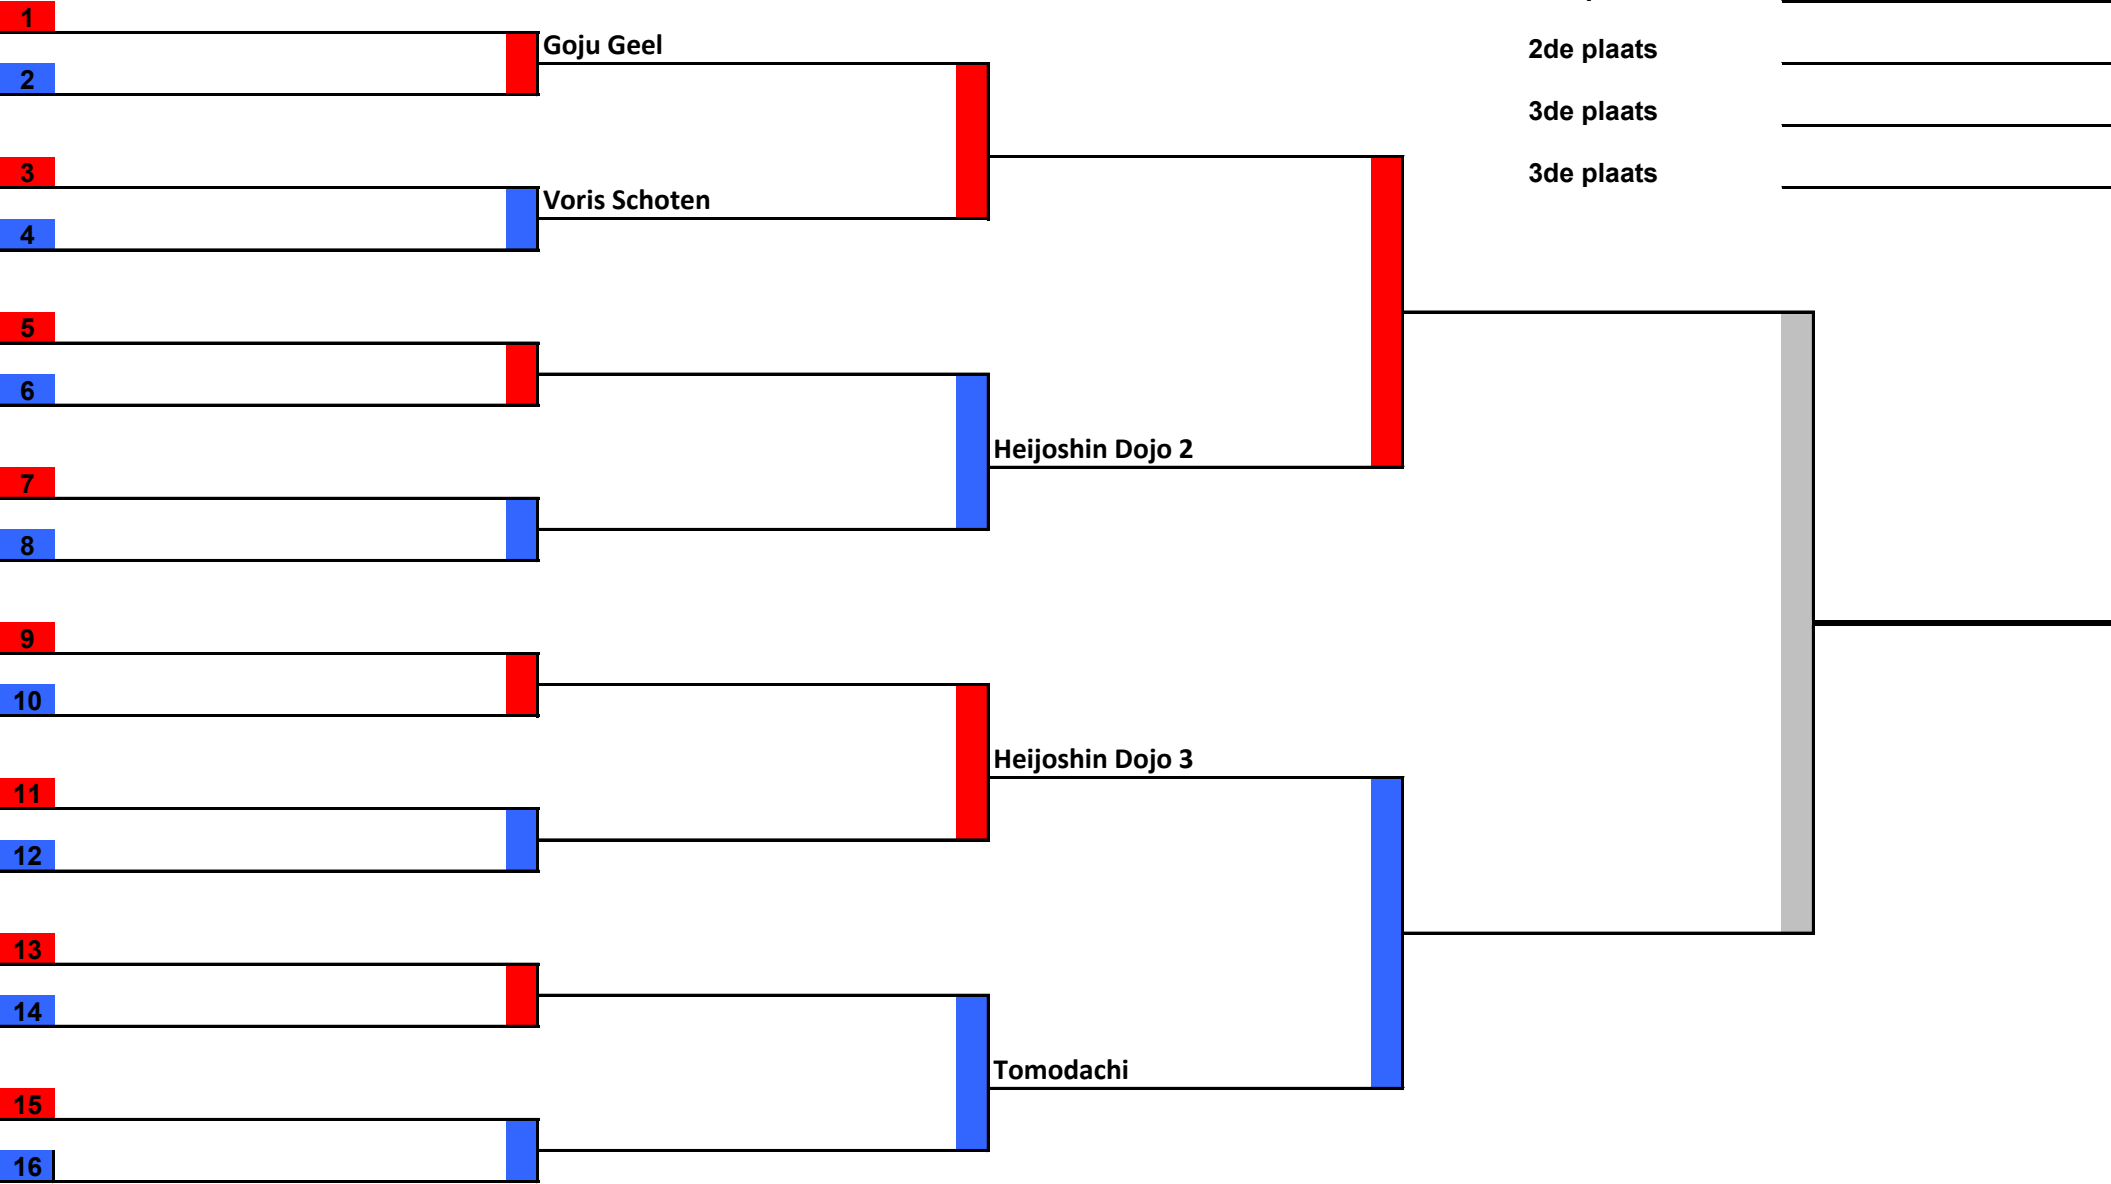 1
Goju Geel
2de plaats
2
3de plaats
3
3de plaats
Voris Schoten
4
5
6
Heijoshin Dojo 2
7
8
9
10
Heijoshin Dojo 3
11
12
13
14
Tomodachi
15
16